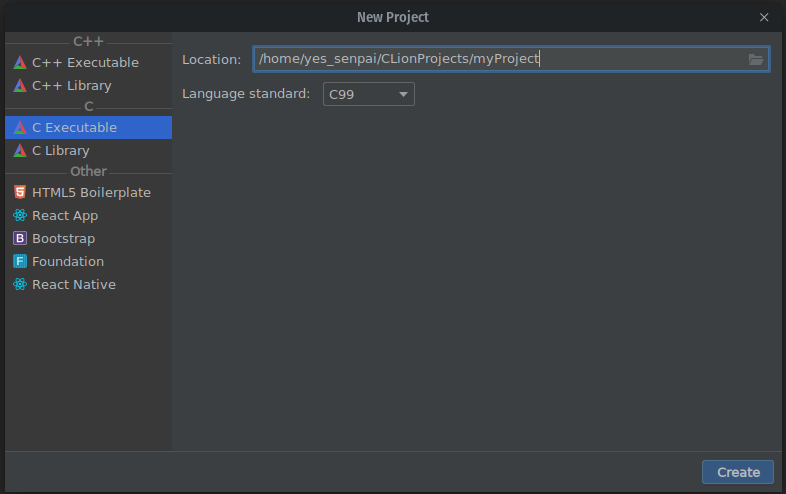 New Project
C++
C++ Executable
C++ Library
C
C Executable
C Library
Other
HTML5 Boilerplate
React App
B Bootstrap
F Foundation
React Native
Location: /home/yes_senpai/CLionProjects/myProject
Language standard: C99
Create